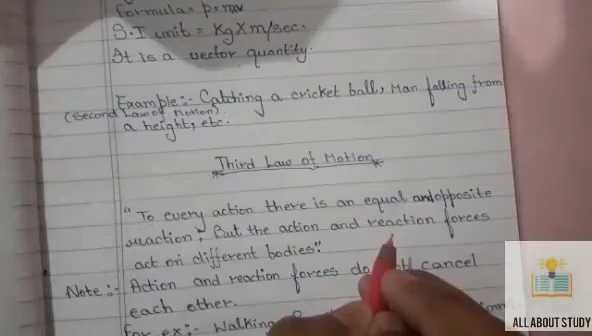 formula = p = mv
S.I unit = Kg X m/sec.
It is a vector quantity.
Example:- Catching a cricket ball, Man falling from
(Second Law of Motion)
a height, etc.
Third Law of Motion
"To every action there is an equal and opposite
reaction, But the action and reaction forces
act on different bodies."
Note:- Action and reaction forces do cancel
each other.
For ex:- Walking
ALL ABOUT STUDY